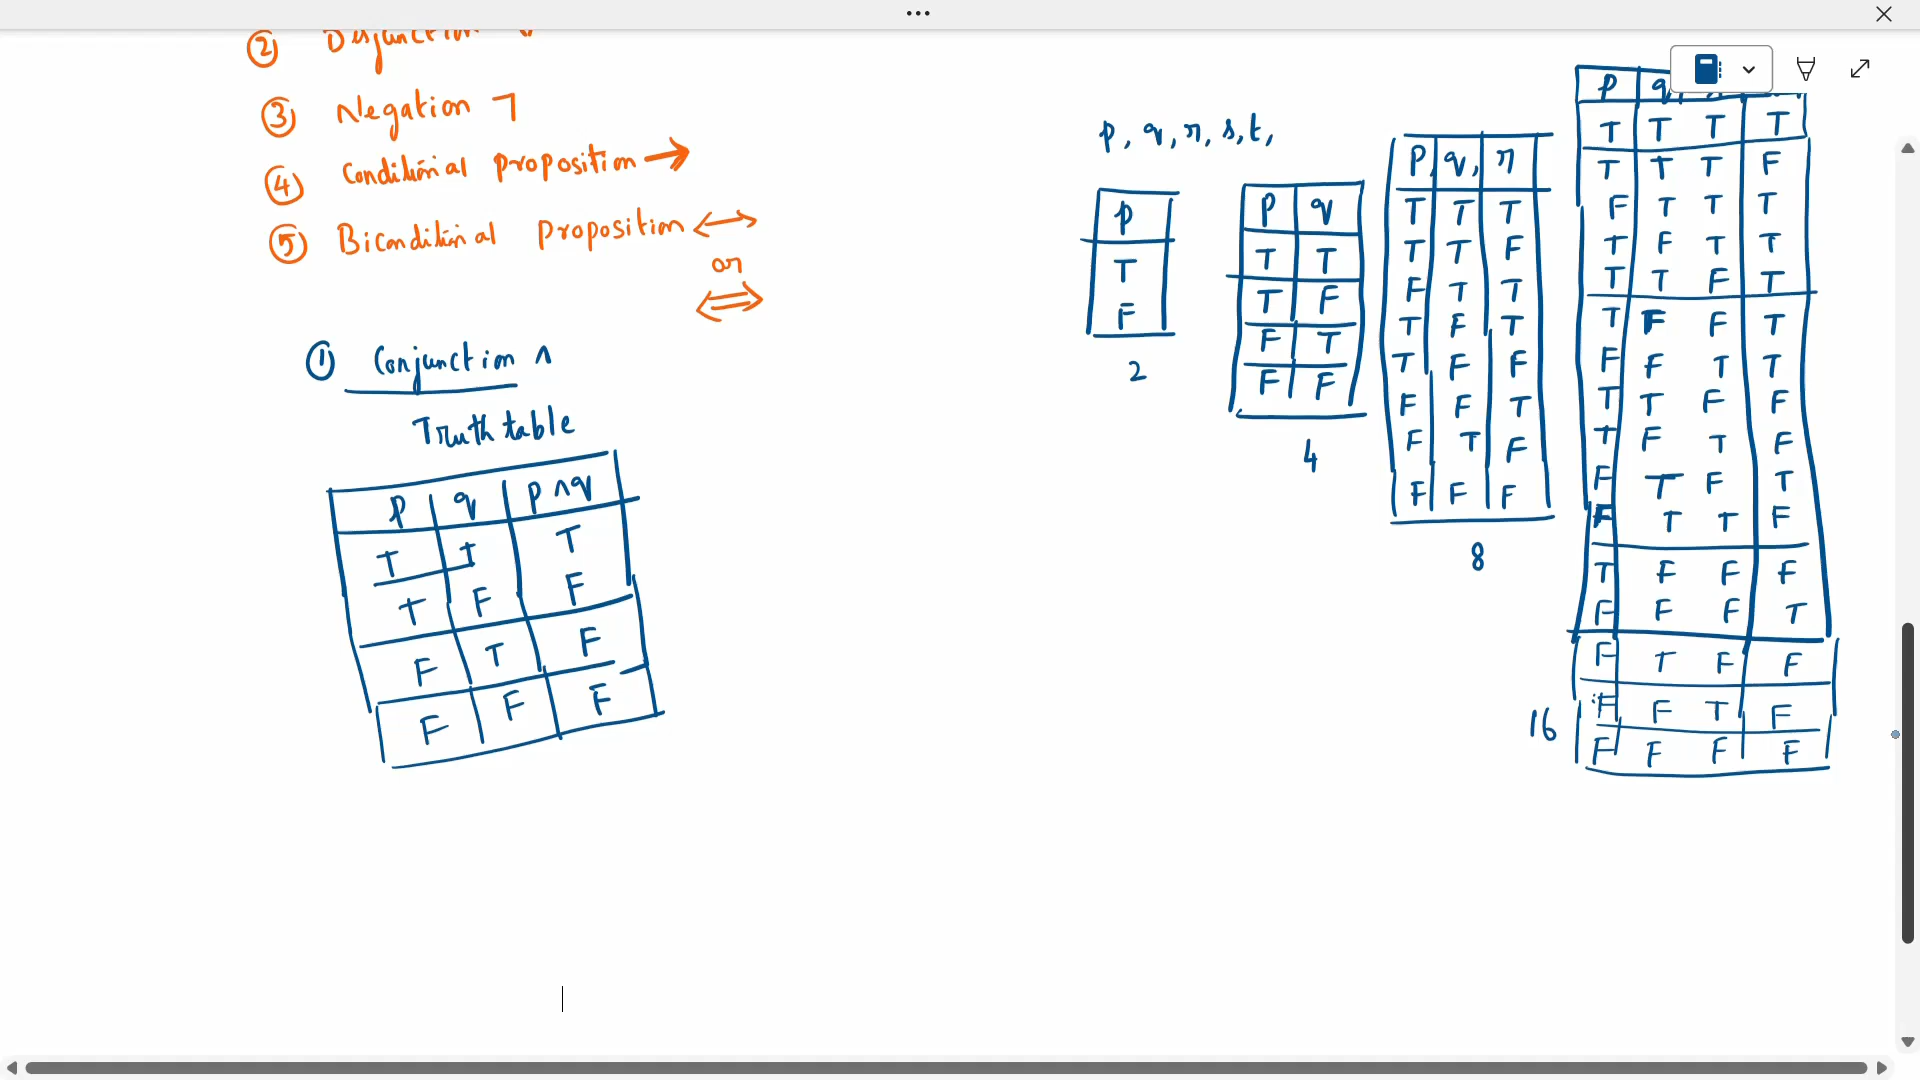 ② Disjunction
③ Negation ¬
④ Conditional proposition →
⑤ Biconditional proposition ↔
or
⇔
① Conjunction ∧
Truth table
p q p ∧ q
T T T
T F F
F T F
F F F
p, q, r, s, t,
p
T
F
2
p q
T T
T F
F T
F F
4
p, q, r
T T T
T T F
F T T
T F T
T F F
F F T
F T F
F F F
8
p q
T T T T
T T T F
F T T T
T F T T
T T F T
T F F T
F F T T
T T F F
T F T F
F T F T
F T T F
T F F F
F F F T
F T F F
F F T F
F F F F
16